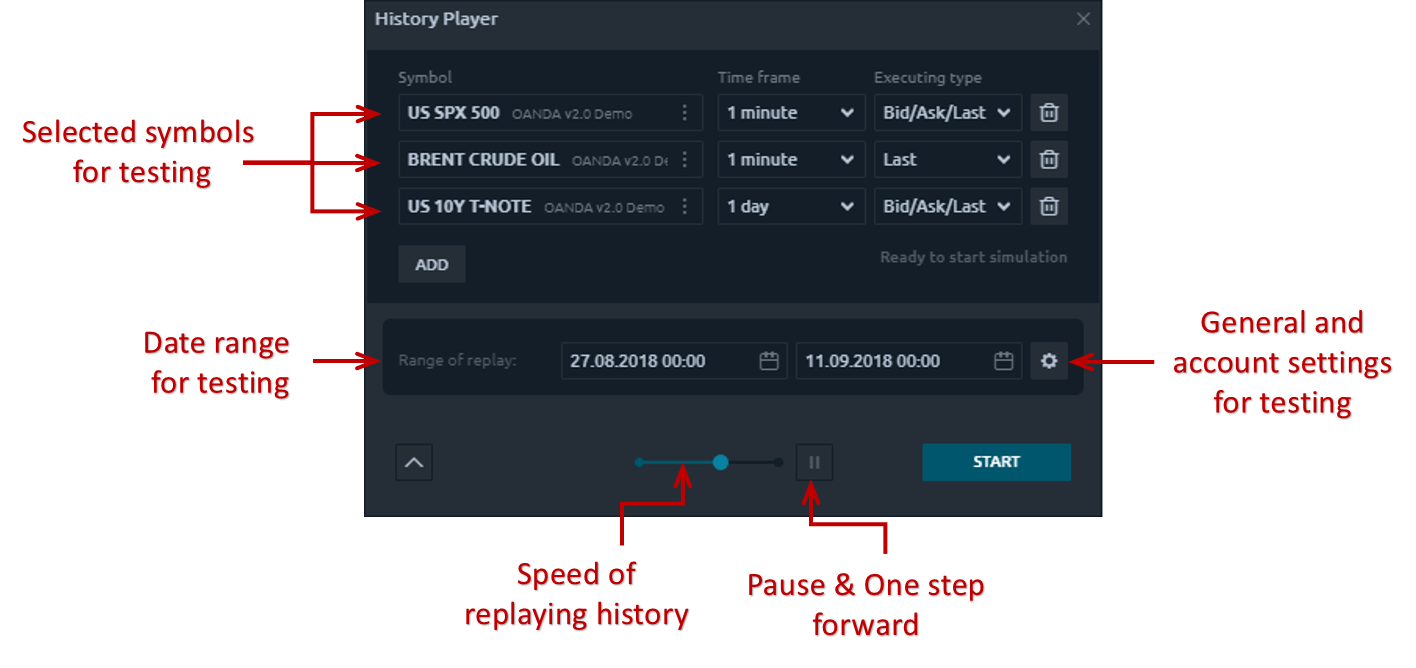 History Player
Symbol Time frame Executing type
US SPX 500 OANDA v2.0 Demo 1 minute Bid/Ask/Last
BRENT CRUDE OIL OANDA v2.0 De 1 minute Last
US 10Y T-NOTE OANDA v2.0 Demo 1 day Bid/Ask/Last
ADD
Ready to start simulation
Range of replay: 27.08.2018 00:00 11.09.2018 00:00
START
Selected symbols
for testing
Date range
for testing
General and
account settings
for testing
Speed of
replaying history
Pause & One step
forward